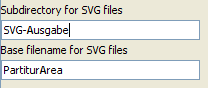 Subdirectory for SVG files
SVG-Ausgabe
Base filename for SVG files
PartiturArea